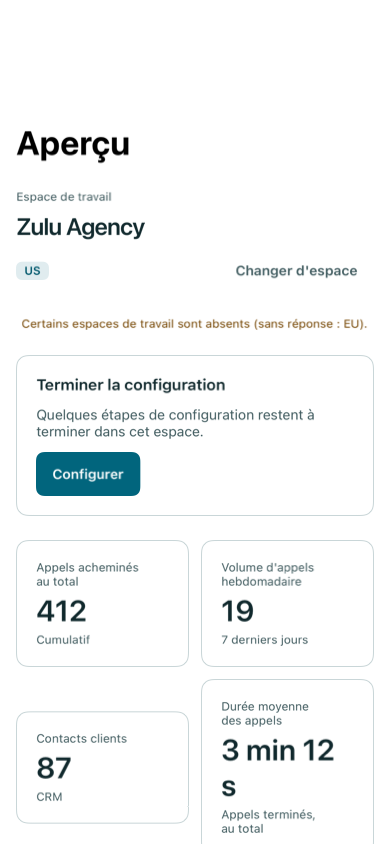 Aperçu
Espace de travail
Zulu Agency
US
Changer d'espace
Certains espaces de travail sont absents (sans réponse : EU).
Terminer la configuration
Quelques étapes de configuration restent à
terminer dans cet espace.
Configurer
Appels acheminés
au total
412
Cumulatif
Volume d'appels
hebdomadaire
19
7 derniers jours
Contacts clients
87
CRM
Durée moyenne
des appels
3 min 12
s
Appels terminés,
au total